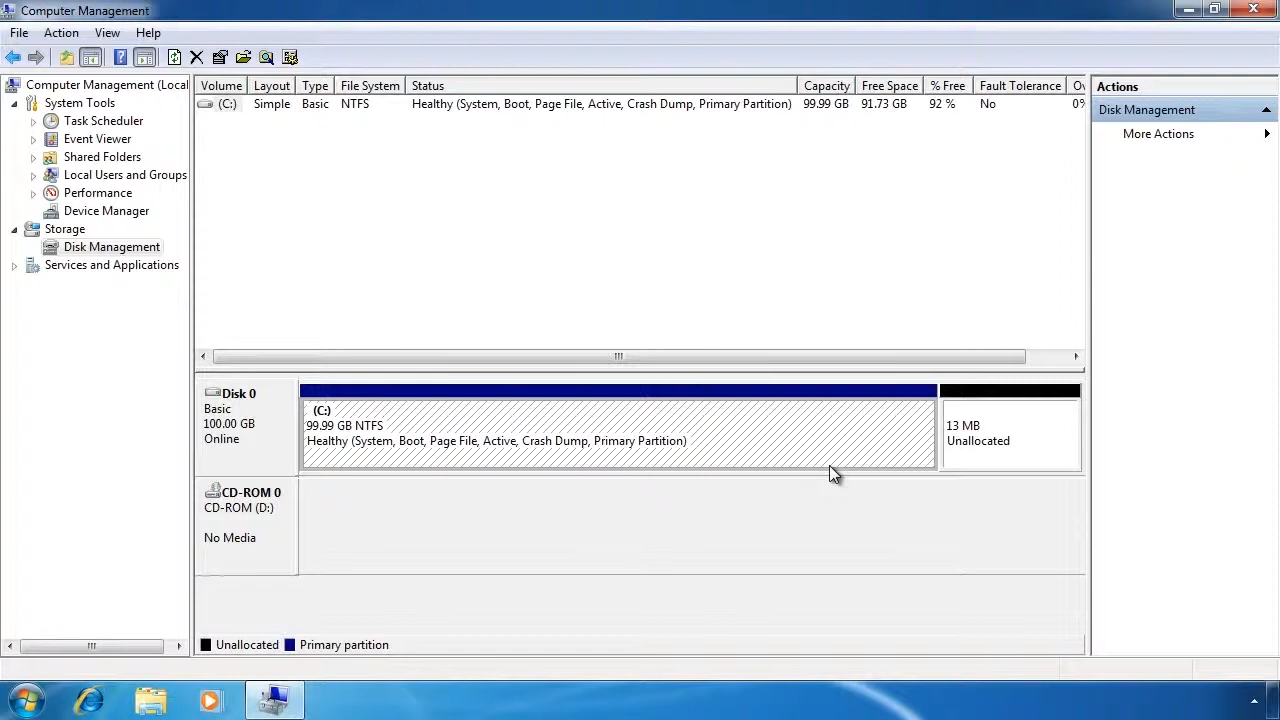 Computer Management
File Action View Help
Computer Management (Local
System Tools
Task Scheduler
Event Viewer
Shared Folders
Local Users and Groups
Performance
Device Manager
Storage
Disk Management
Services and Applications
Volume Layout Type File System Status Capacity Free Space % Free Fault Tolerance Ov
(C:) Simple Basic NTFS Healthy (System, Boot, Page File, Active, Crash Dump, Primary Partition) 99.99 GB 91.73 GB 92 % No 0%
Disk 0
Basic
100.00 GB
Online
(C:)
99.99 GB NTFS
Healthy (System, Boot, Page File, Active, Crash Dump, Primary Partition)
13 MB
Unallocated
CD-ROM 0
CD-ROM (D:)
No Media
Unallocated Primary partition
Actions
Disk Management
More Actions